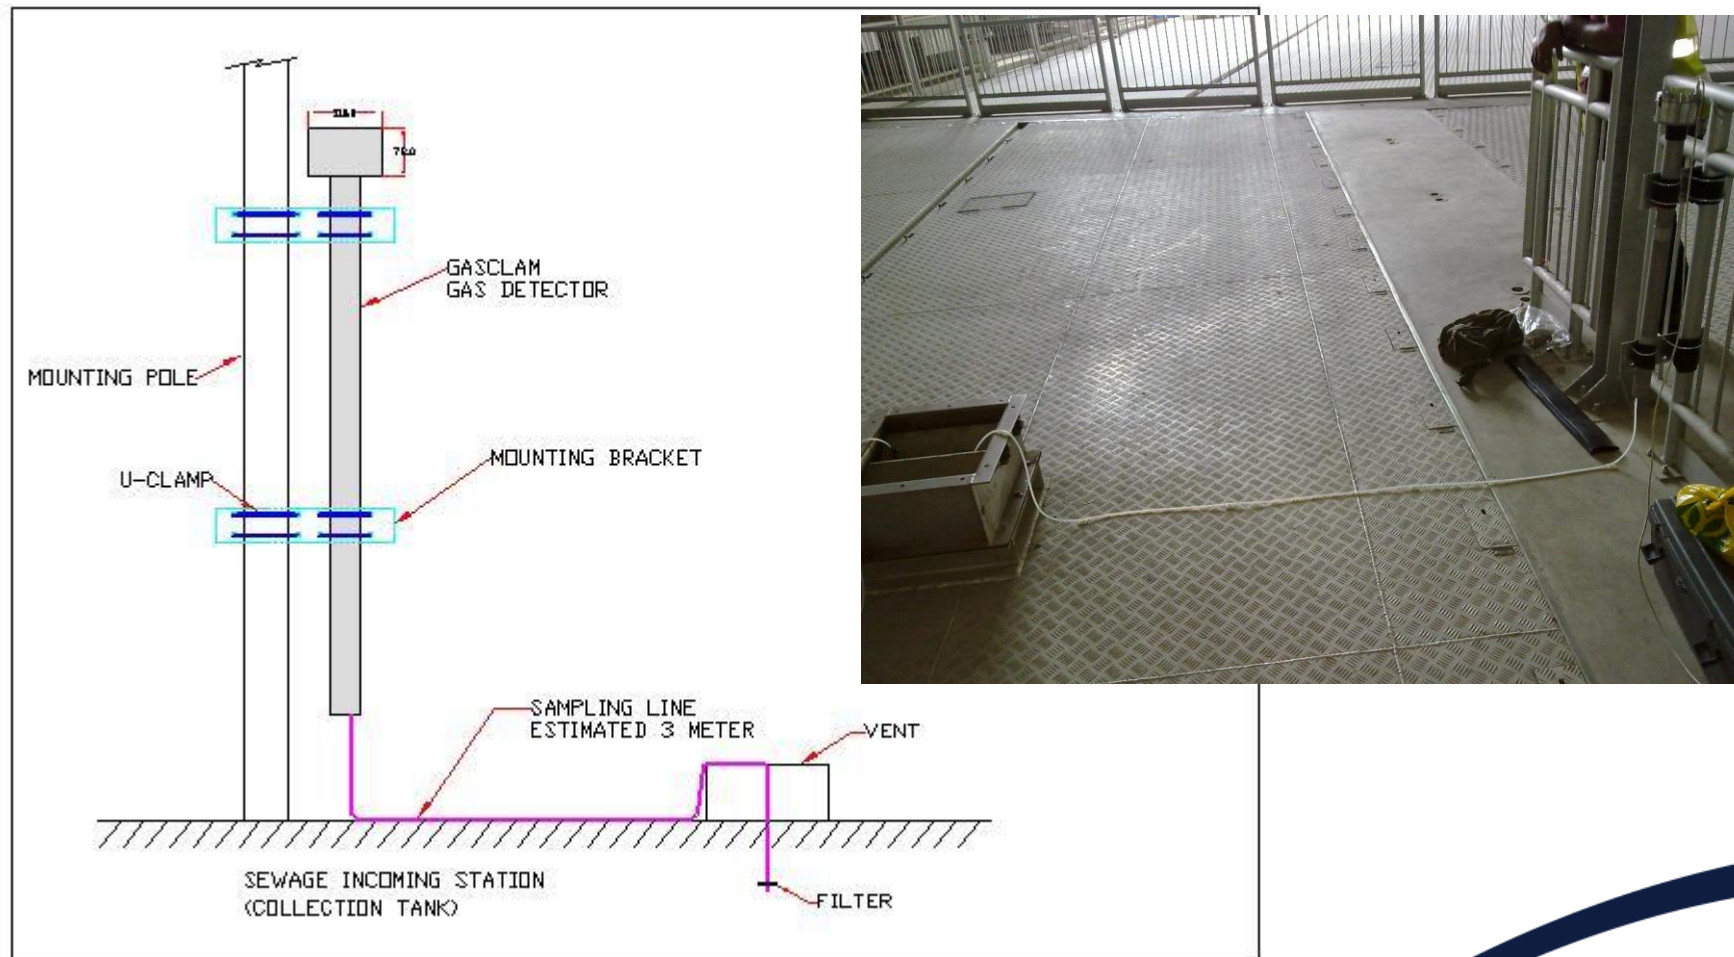 GASCLAM
GAS DETECTOR
MOUNTING POLE
U-CLAMP
MOUNTING BRACKET
SAMPLING LINE
ESTIMATED 3 METER
VENT
SEWAGE INCOMING STATION
(COLLECTION TANK)
FILTER